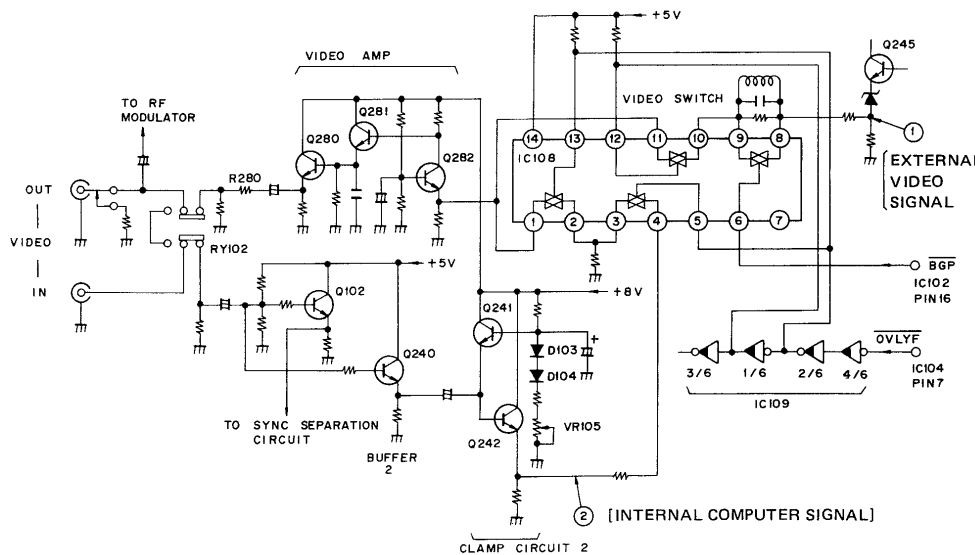 +5V
Q245
VIDEO AMP
TO RF
MODULATOR
Q281
Q280
Q282
VIDEO SWITCH
14 13 12 11 10 9 8
IC108
1
EXTERNAL
VIDEO
SIGNAL
OUT
R280
VIDEO
RY102
IN
1 2 3 4 5 6 7
+5V
BGP
IC102
PIN16
Q102
+8V
Q241
+
D103
OVLYF
Q240
D104
3/6 1/6 2/6 4/6
IC104
PIN7
IC109
TO SYNC SEPARATION
CIRCUIT
Q242
VR105
BUFFER
2
2 [INTERNAL COMPUTER SIGNAL]
CLAMP CIRCUIT 2